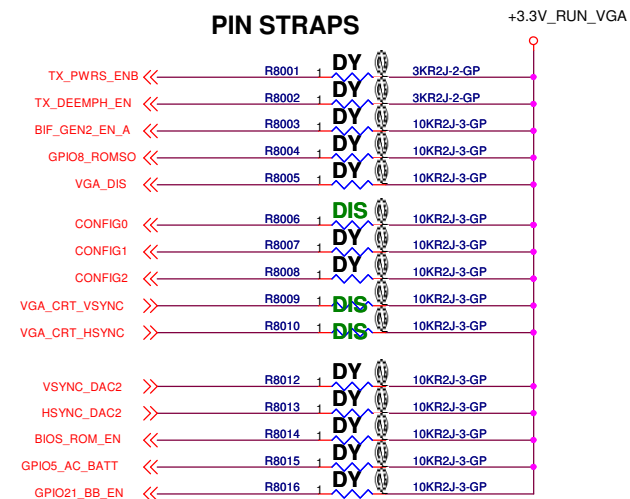 PIN STRAPS
+3.3V_RUN_VGA
TX_PWRS_ENB R8001 1 DY 3KR2J-2-GP
TX_DEEMPH_EN R8002 1 DY 3KR2J-2-GP
BIF_GEN2_EN_A R8003 1 DY 10KR2J-3-GP
GPIO8_ROMSO R8004 1 DY 10KR2J-3-GP
VGA_DIS R8005 1 DY 10KR2J-3-GP
CONFIG0 R8006 1 DIS 10KR2J-3-GP
CONFIG1 R8007 1 DY 10KR2J-3-GP
CONFIG2 R8008 1 DY 10KR2J-3-GP
VGA_CRT_VSYNC R8009 1 DIS 10KR2J-3-GP
VGA_CRT_HSYNC R8010 1 DIS 10KR2J-3-GP
VSYNC_DAC2 R8012 1 DY 10KR2J-3-GP
HSYNC_DAC2 R8013 1 DY 10KR2J-3-GP
BIOS_ROM_EN R8014 1 DY 10KR2J-3-GP
GPIO5_AC_BATT R8015 1 DY 10KR2J-3-GP
GPIO21_BB_EN R8016 1 DY 10KR2J-3-GP